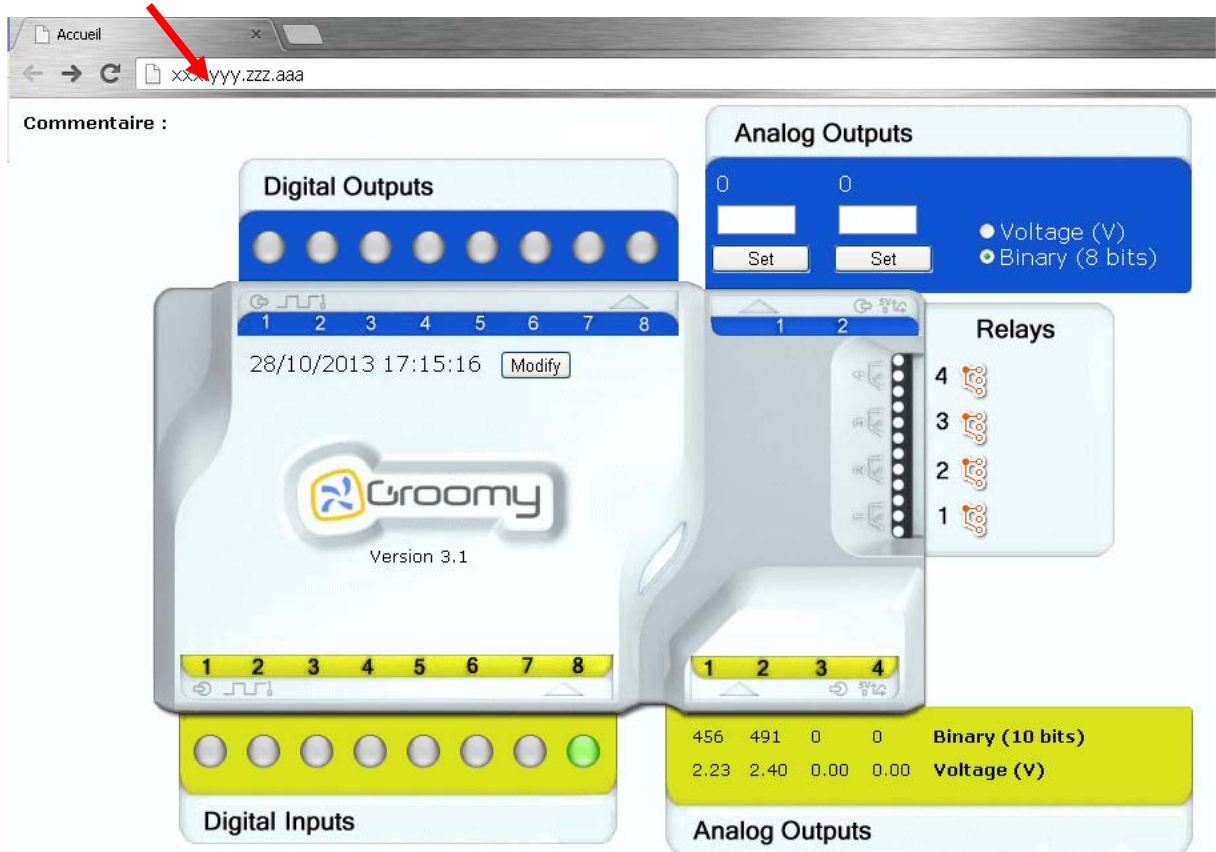 Accueil
xxx.yyy.zzz.aaa
Commentaire :
Analog Outputs
0 0
Set Set
Voltage (V)
Binary (8 bits)
Digital Outputs
1 2 3 4 5 6 7 8
1 2
28/10/2013 17:15:16 Modify
Relays
4
3
2
1
Groomy
Version 3.1
1 2 3 4 5 6 7 8
1 2 3 4
456 491 0 0 Binary (10 bits)
2.23 2.40 0.00 0.00 Voltage (V)
Digital Inputs
Analog Outputs